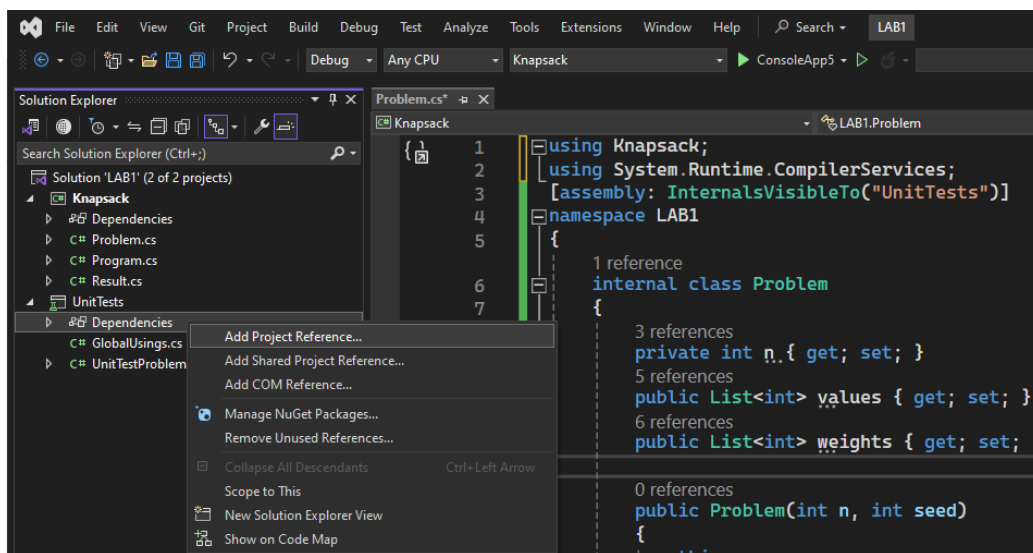 File Edit View Git Project Build Debug Test Analyze Tools Extensions Window Help Search LAB1
Debug Any CPU Knapsack ConsoleApp5
Solution Explorer
Search Solution Explorer (Ctrl+;)
Solution 'LAB1' (2 of 2 projects)
C# Knapsack
Dependencies
C# Problem.cs
C# Program.cs
C# Result.cs
UnitTests
Dependencies
C# GlobalUsings.cs
C# UnitTestProblem
Add Project Reference...
Add Shared Project Reference...
Add COM Reference...
Manage NuGet Packages...
Remove Unused References...
Collapse All Descendants Ctrl+Left Arrow
Scope to This
New Solution Explorer View
Show on Code Map
Problem.cs*
C# Knapsack LAB1.Problem
1 using Knapsack;
2 using System.Runtime.CompilerServices;
3 [assembly: InternalsVisibleTo("UnitTests")]
4 namespace LAB1
5 {
1 reference
6 internal class Problem
7 {
3 references
private int n { get; set; }
5 references
public List<int> values { get; set; }
6 references
public List<int> weights { get; set;
0 references
public Problem(int n, int seed)
{